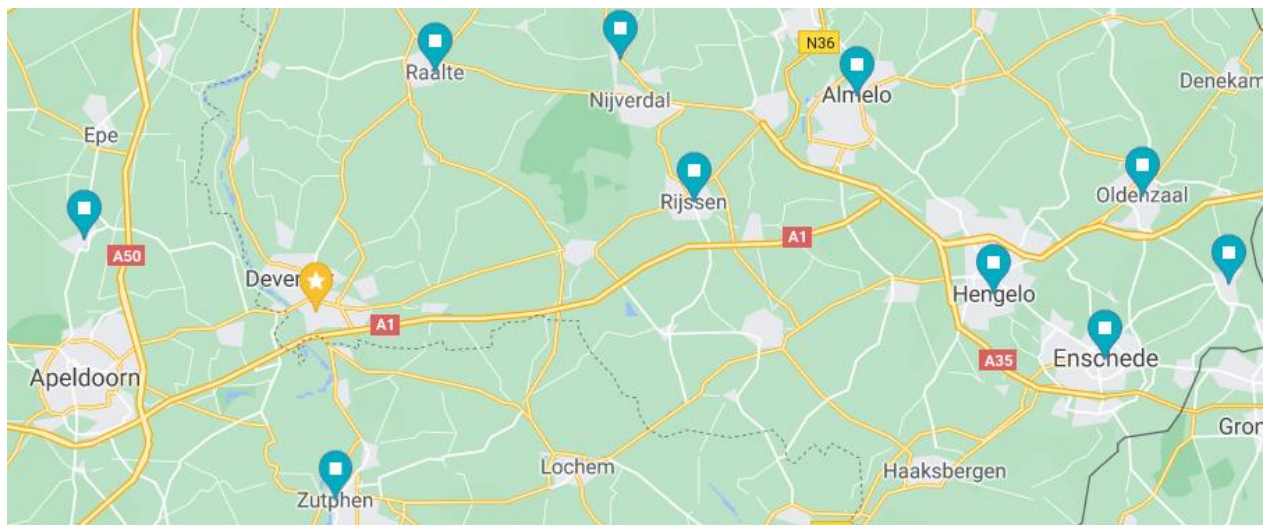 N36
Raalte
Nijverdal
Almelo
Denekam
Epe
Rijssen
Oldenzaal
A50
A1
Deve
Hengelo
A1
A35
Enschede
Apeldoorn
Gron
Lochem
Haaksbergen
Zutphen